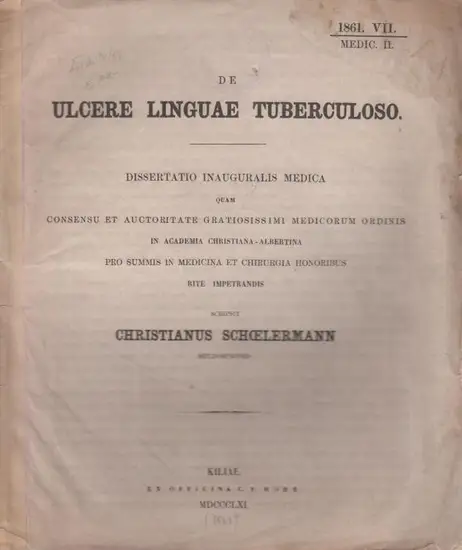 1861. VII.
MEDIC. II.
DE
ULCERE LINGUAE TUBERCULOSO.
DISSERTATIO INAUGURALIS MEDICA
QUAM
CONSENSU ET AUCTORITATE GRATIOSISSIMI MEDICORUM ORDINIS
IN ACADEMIA CHRISTIANA-ALBERTINA
PRO SUMMIS IN MEDICINA ET CHIRURGIA HONORIBUS
RITE IMPETRANDIS
SCRIPSIT
CHRISTIANUS SCHŒLERMANN
KILIAE.
EX OFFICINA C. F. MOHR
MDCCCLXI.